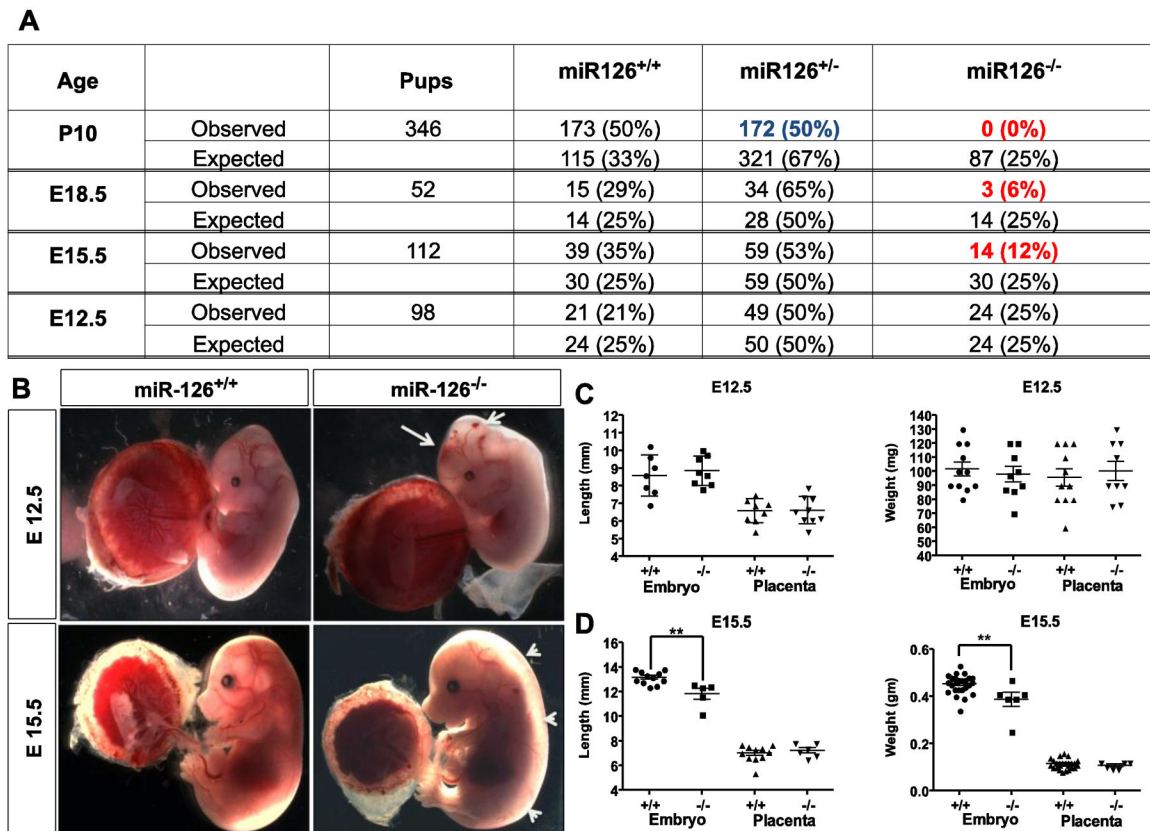 A
Age Pups miR126+/+ miR126+/- miR126-/-
P10 Observed 346 173 (50%) 172 (50%) 0 (0%)
Expected 115 (33%) 321 (67%) 87 (25%)
E18.5 Observed 52 15 (29%) 34 (65%) 3 (6%)
Expected 14 (25%) 28 (50%) 14 (25%)
E15.5 Observed 112 39 (35%) 59 (53%) 14 (12%)
Expected 30 (25%) 59 (50%) 30 (25%)
E12.5 Observed 98 21 (21%) 49 (50%) 24 (25%)
Expected 24 (25%) 50 (50%) 24 (25%)
B
miR-126+/+ miR-126-/-
E 12.5
E 15.5
C
E12.5
Length (mm)
12
11
10
9
8
7
6
5
4
+/+ -/- +/+ -/-
Embryo Placenta
E12.5
Weight (mg)
140
130
120
110
100
90
80
70
60
50
40
+/+ -/- +/+ -/-
Embryo Placenta
D
E15.5
**
Length (mm)
16
14
12
10
8
6
4
+/+ -/- +/+ -/-
Embryo Placenta
E15.5
**
Weight (gm)
0.6
0.4
0.2
0.0
+/+ -/- +/+ -/-
Embryo Placenta